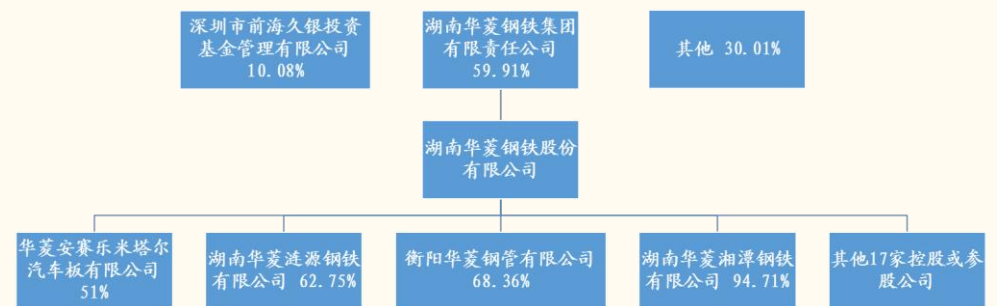 深圳市前海久银投资
基金管理有限公司
10.08%
湖南华菱钢铁集团
有限责任公司
59.91%
其他 30.01%
湖南华菱钢铁股份
有限公司
华菱安赛乐米塔尔
汽车板有限公司
51%
湖南华菱涟源钢铁
有限公司 62.75%
衡阳华菱钢管有限公司
68.36%
湖南华菱湘潭钢铁
有限公司 94.71%
其他17家控股或参
股公司